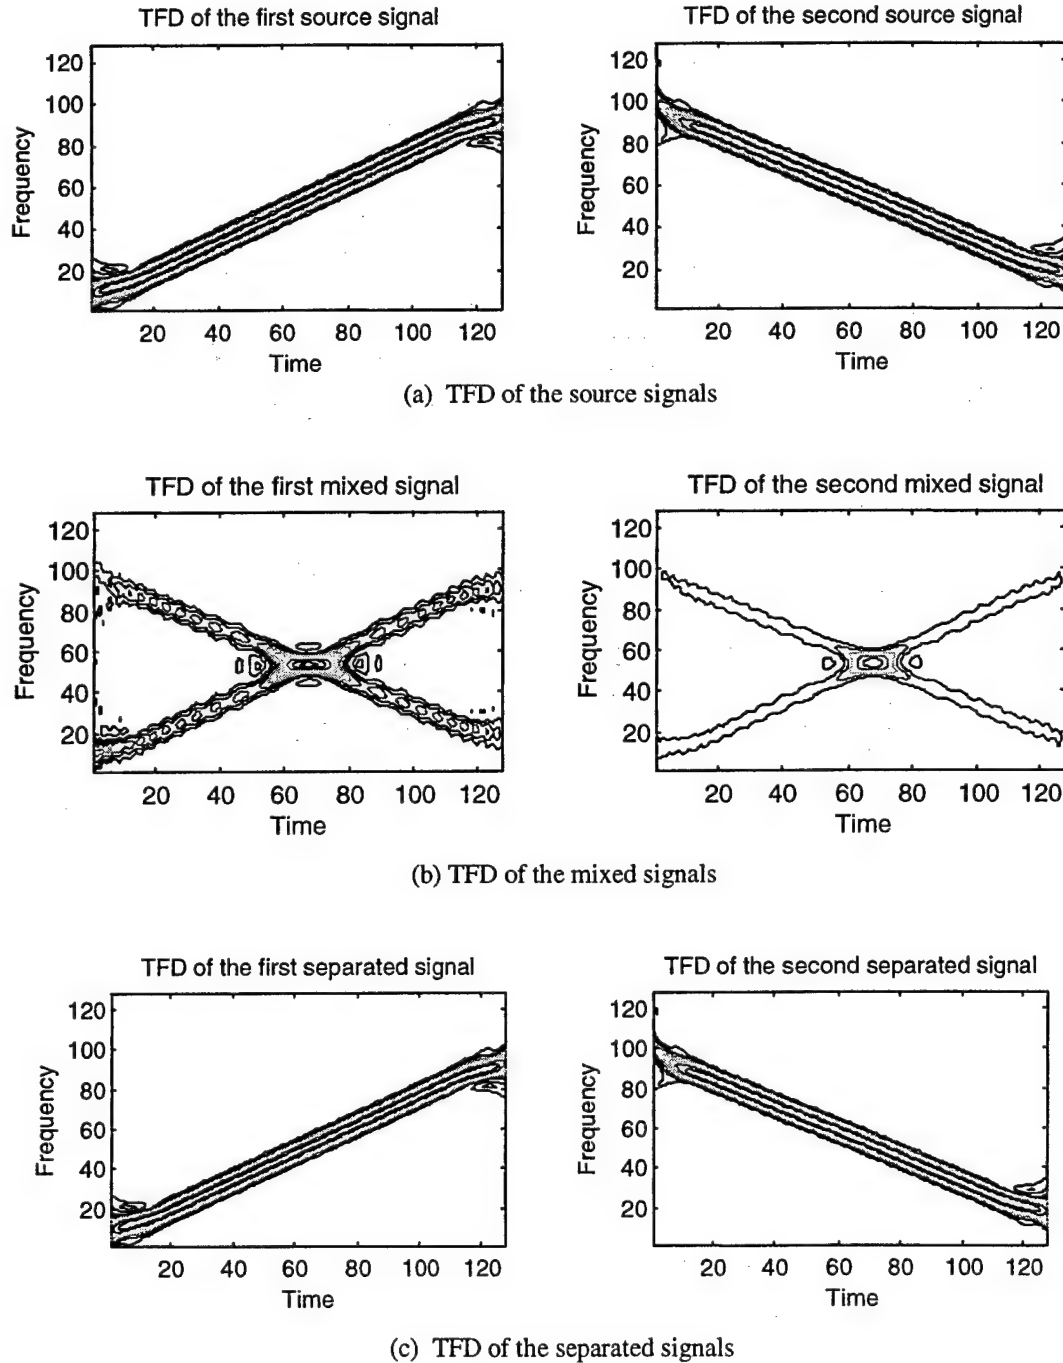 TFD of the first source signal
TFD of the second source signal
120
100
80
60
40
20
Frequency
20 40 60 80 100 120
Time
120
100
80
60
40
20
Frequency
20 40 60 80 100 120
Time
(a) TFD of the source signals
TFD of the first mixed signal
TFD of the second mixed signal
120
100
80
60
40
20
Frequency
20 40 60 80 100 120
Time
120
100
80
60
40
20
Frequency
20 40 60 80 100 120
Time
(b) TFD of the mixed signals
TFD of the first separated signal
TFD of the second separated signal
120
100
80
60
40
20
Frequency
20 40 60 80 100 120
Time
120
100
80
60
40
20
Frequency
20 40 60 80 100 120
Time
(c) TFD of the separated signals